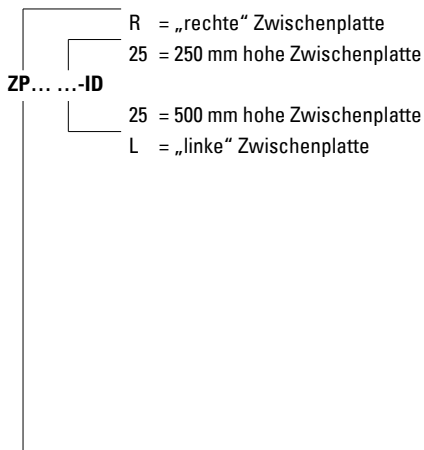 R = „rechte“ Zwischenplatte
25 = 250 mm hohe Zwischenplatte
ZP… …-ID
25 = 500 mm hohe Zwischenplatte
L = „linke“ Zwischenplatte